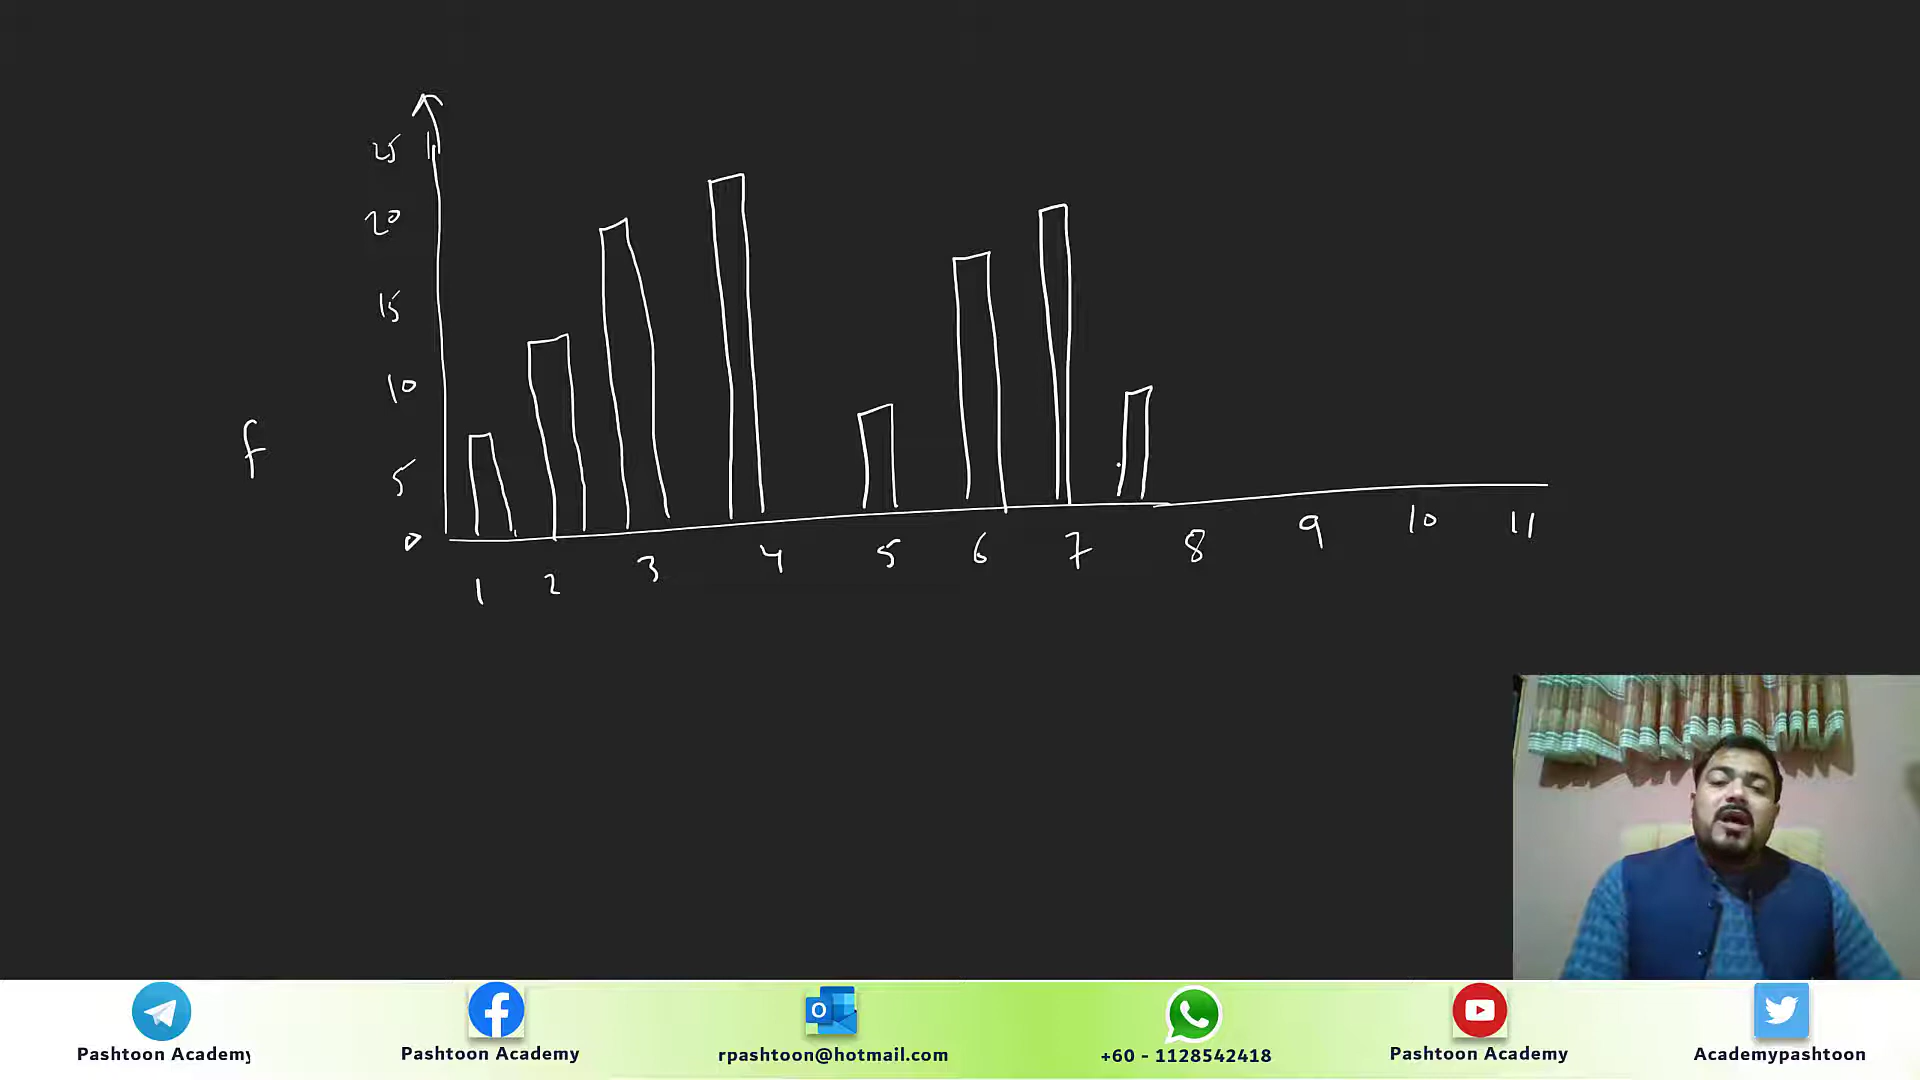 25
20
15
10
f
5
0
1 2 3 4 5 6 7 8 9 10 11
Pashtoon Academy
Pashtoon Academy
rpashtoon@hotmail.com
+60 - 1128542418
Pashtoon Academy
Academypashtoon